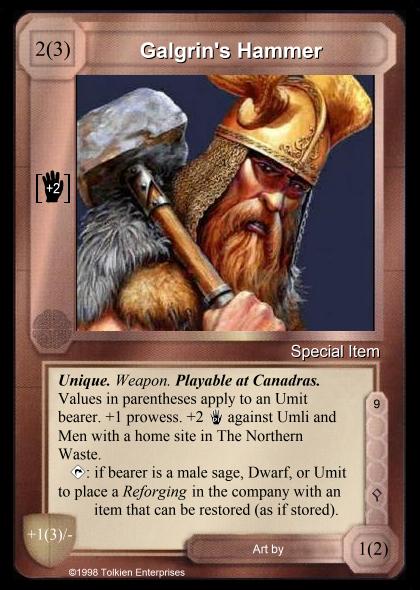 2(3)
Galgrin's Hammer
[+2]
Special Item
Unique. Weapon. Playable at Canadras.
Values in parentheses apply to an Umit
bearer. +1 prowess. +2 against Umli and
Men with a home site in The Northern
Waste.
: if bearer is a male sage, Dwarf, or Umit
to place a Reforging in the company with an
item that can be restored (as if stored).
9
+1(3)/-
Art by
1(2)
©1998 Tolkien Enterprises